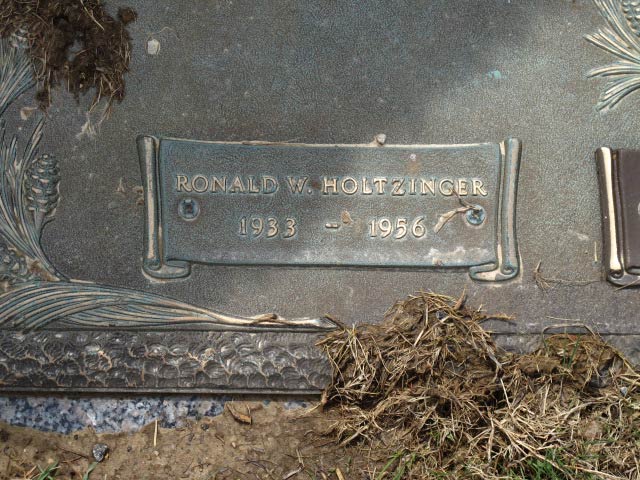 RONALD W. HOLTZINGER
1933 - 1956